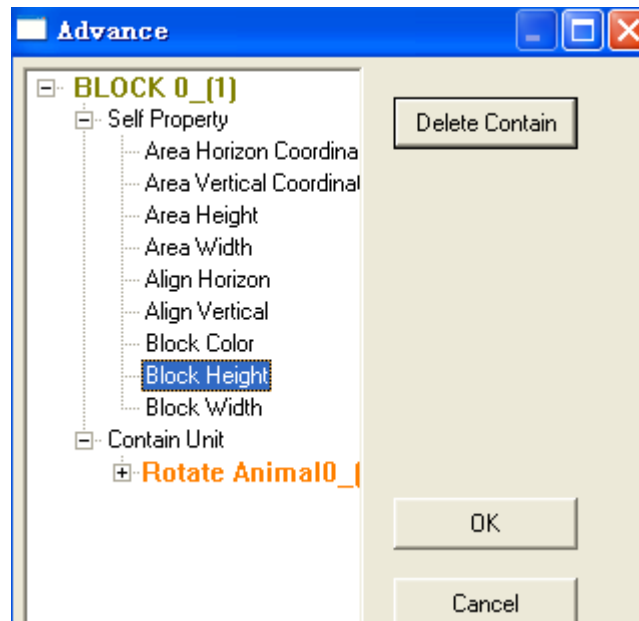 Advance
BLOCK 0_(1)
Self Property
Area Horizon Coordina
Area Vertical Coordinat
Area Height
Area Width
Align Horizon
Align Vertical
Block Color
Block Height
Block Width
Contain Unit
Rotate Animal0_(
Delete Contain
OK
Cancel